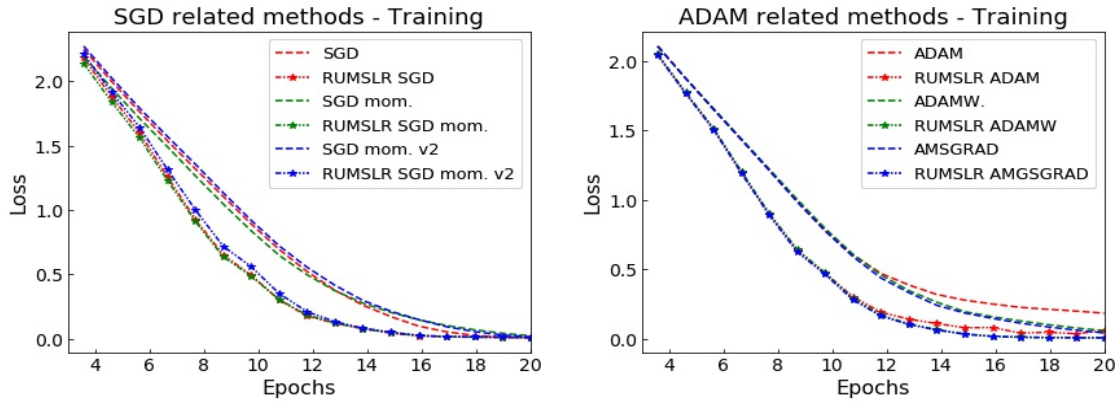 SGD related methods - Training
Loss
2.0
1.5
1.0
0.5
0.0
SGD
RUMSLR SGD
SGD mom.
RUMSLR SGD mom.
SGD mom. v2
RUMSLR SGD mom. v2
4 6 8 10 12 14 16 18 20
Epochs
ADAM related methods - Training
Loss
2.0
1.5
1.0
0.5
0.0
ADAM
RUMSLR ADAM
ADAMW.
RUMSLR ADAMW
AMSGRAD
RUMSLR AMGSGRAD
4 6 8 10 12 14 16 18 20
Epochs